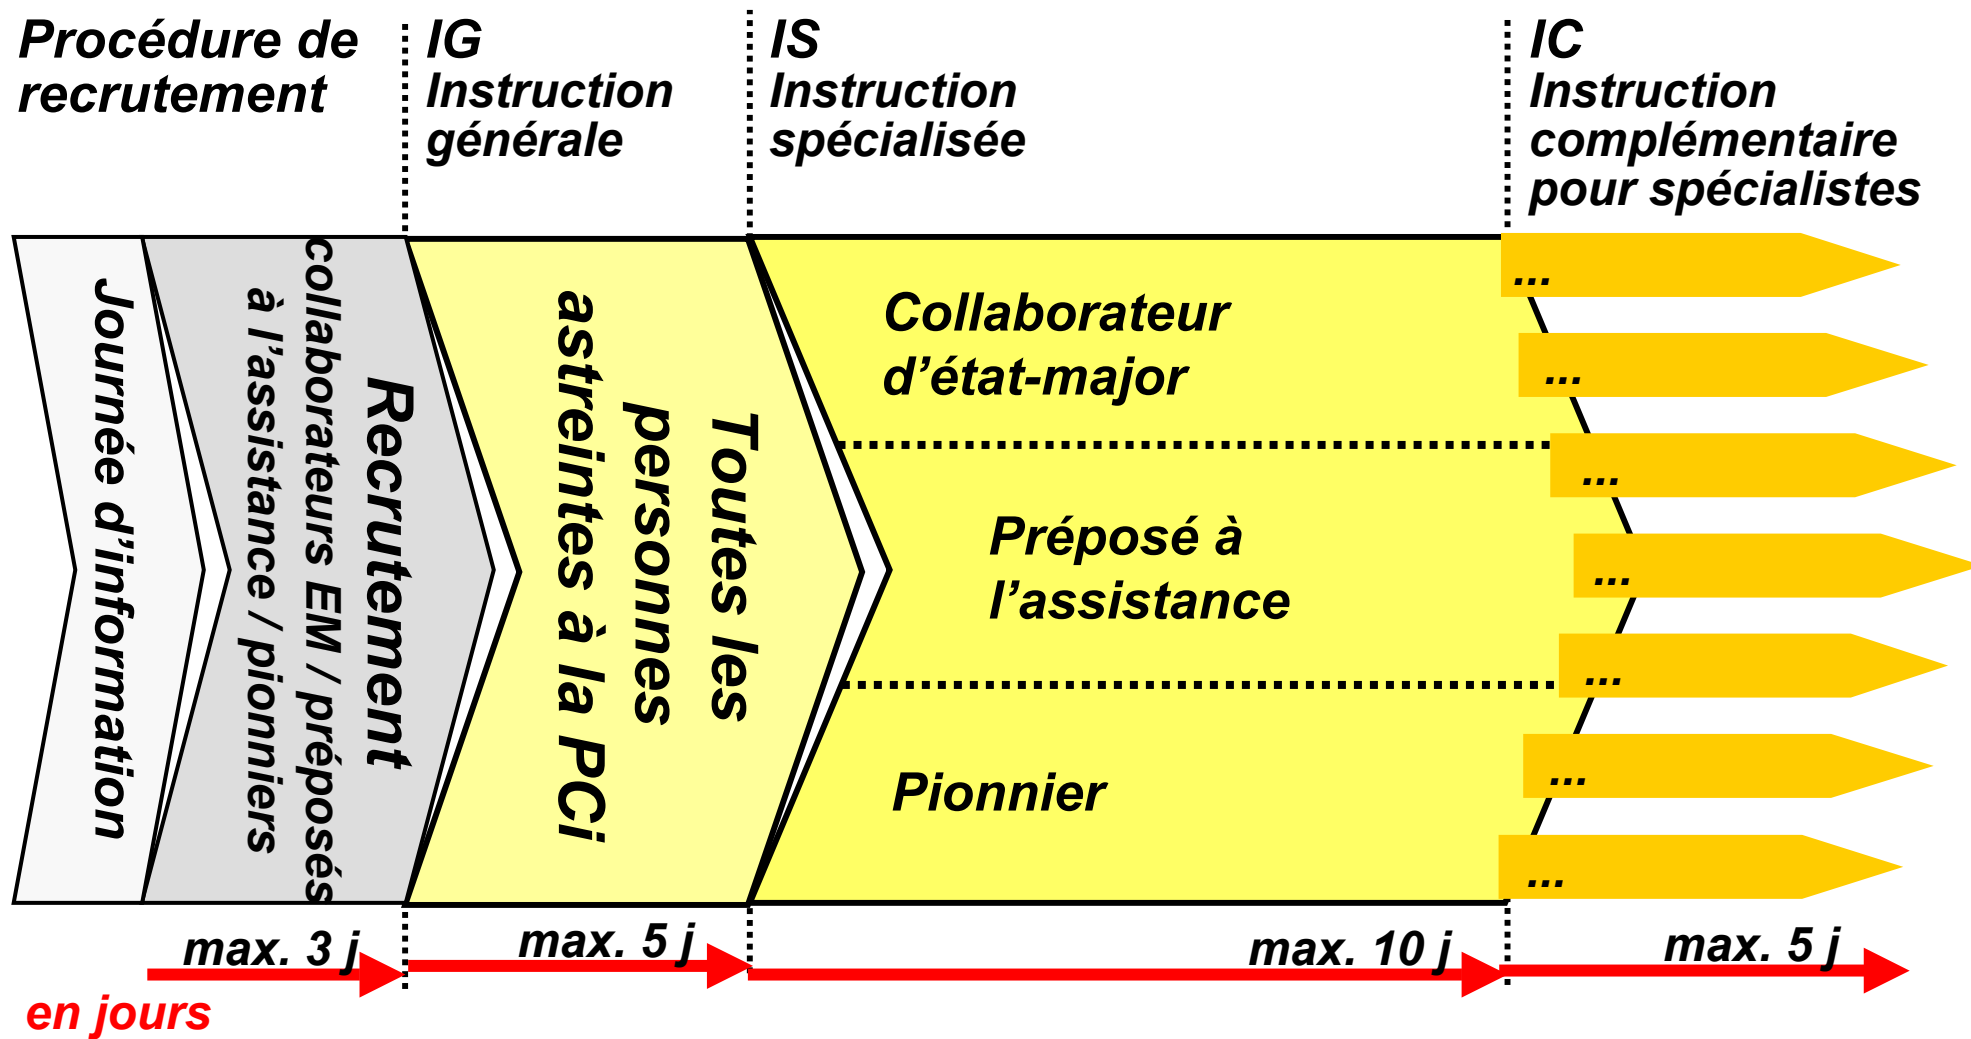 Procédure de
recrutement
IG
Instruction
générale
IS
Instruction
spécialisée
IC
Instruction
complémentaire
pour spécialistes
Journée d’information
Recrutement
collaborateurs EM / préposés
à l’assistance / pionniers
Toutes les
personnes
astreintes à la PCi
Collaborateur
d’état-major
Préposé à
l’assistance
Pionnier
...
...
...
...
...
...
...
max. 3 j
max. 5 j
max. 10 j
max. 5 j
en jours